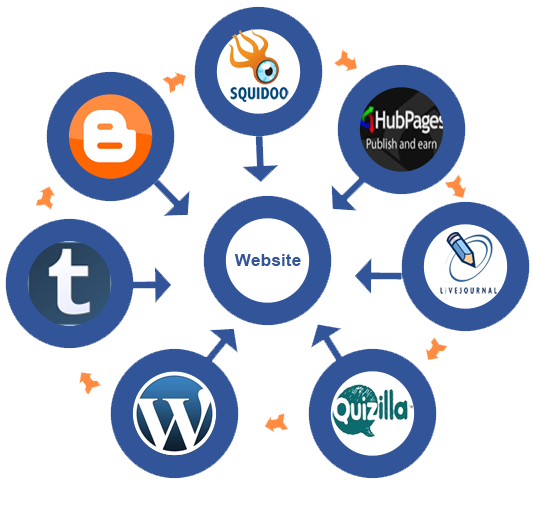 SQUIDOO
HubPages
Publish and earn
LIVEJOURNAL
Quizilla
W
t
B
Website